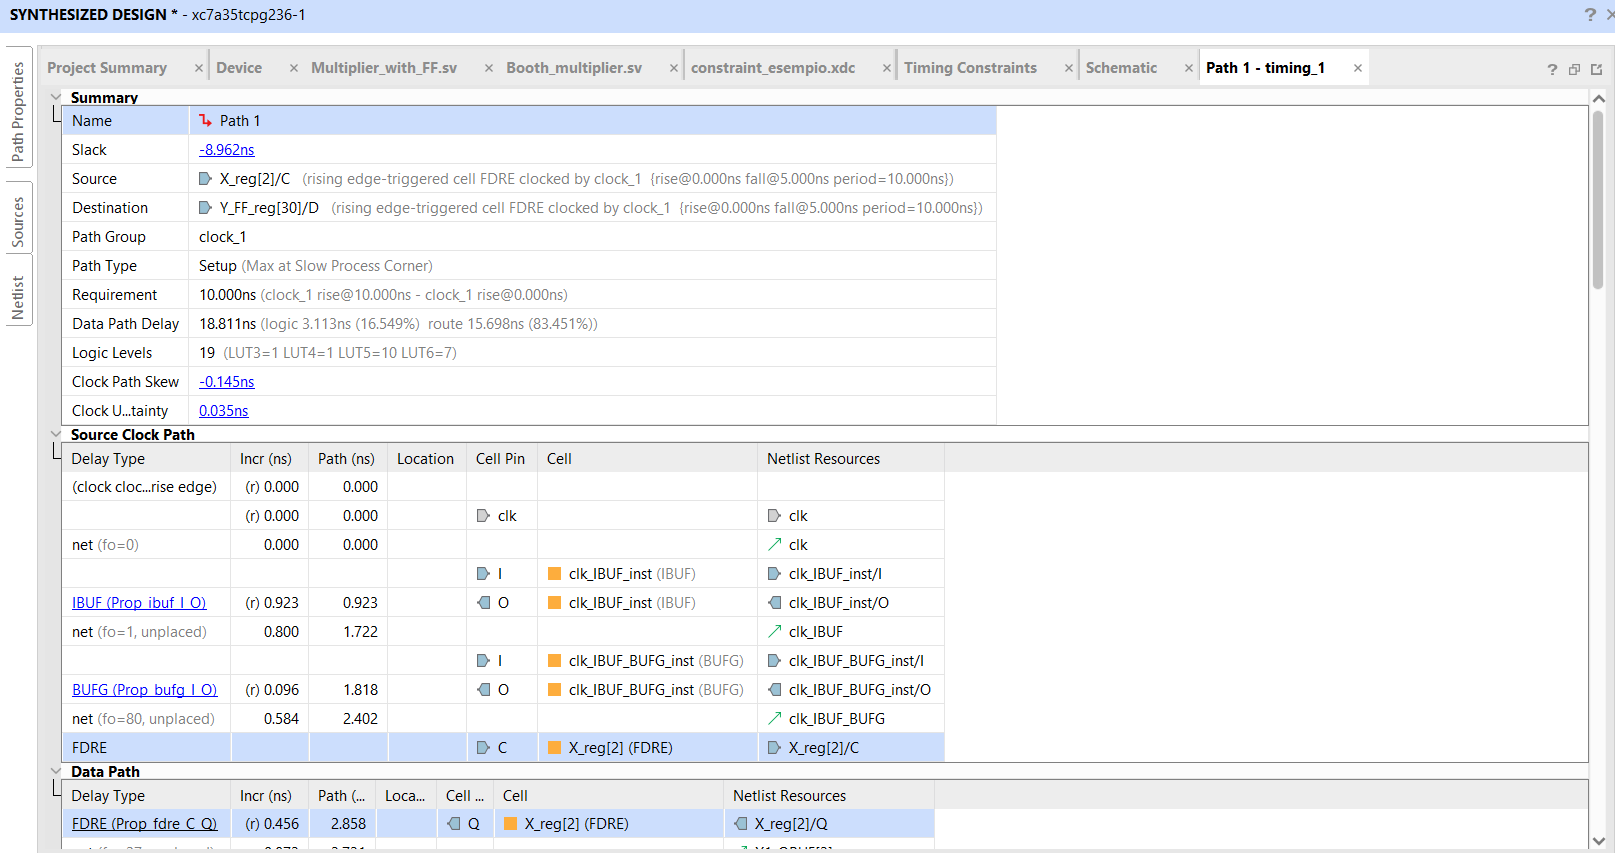 SYNTHESIZED DESIGN * - xc7a35tcpg236-1
Path Properties
Sources
Netlist
Project Summary
Device
Multiplier_with_FF.sv
Booth_multiplier.sv
constraint_esempio.xdc
Timing Constraints
Schematic
Path 1 - timing_1
Summary
Name Path 1
Slack -8.962ns
Source X_reg[2]/C (rising edge-triggered cell FDRE clocked by clock_1 {rise@0.000ns fall@5.000ns period=10.000ns})
Destination Y_FF_reg[30]/D (rising edge-triggered cell FDRE clocked by clock_1 {rise@0.000ns fall@5.000ns period=10.000ns})
Path Group clock_1
Path Type Setup (Max at Slow Process Corner)
Requirement 10.000ns (clock_1 rise@10.000ns - clock_1 rise@0.000ns)
Data Path Delay 18.811ns (logic 3.113ns (16.549%) route 15.698ns (83.451%))
Logic Levels 19 (LUT3=1 LUT4=1 LUT5=10 LUT6=7)
Clock Path Skew -0.145ns
Clock U...tainty 0.035ns
Source Clock Path
Delay Type Incr (ns) Path (ns) Location Cell Pin Cell Netlist Resources
(clock cloc...rise edge) (r) 0.000 0.000
(r) 0.000 0.000 clk clk
net (fo=0) 0.000 0.000 clk
I clk_IBUF_inst (IBUF) clk_IBUF_inst/I
IBUF (Prop_ibuf_I_O) (r) 0.923 0.923 O clk_IBUF_inst (IBUF) clk_IBUF_inst/O
net (fo=1, unplaced) 0.800 1.722 clk_IBUF
I clk_IBUF_BUFG_inst (BUFG) clk_IBUF_BUFG_inst/I
BUFG (Prop_bufg_I_O) (r) 0.096 1.818 O clk_IBUF_BUFG_inst (BUFG) clk_IBUF_BUFG_inst/O
net (fo=80, unplaced) 0.584 2.402 clk_IBUF_BUFG
FDRE C X_reg[2] (FDRE) X_reg[2]/C
Data Path
Delay Type Incr (ns) Path (... Loca... Cell ... Cell Netlist Resources
FDRE (Prop_fdre_C_Q) (r) 0.456 2.858 Q X_reg[2] (FDRE) X_reg[2]/Q